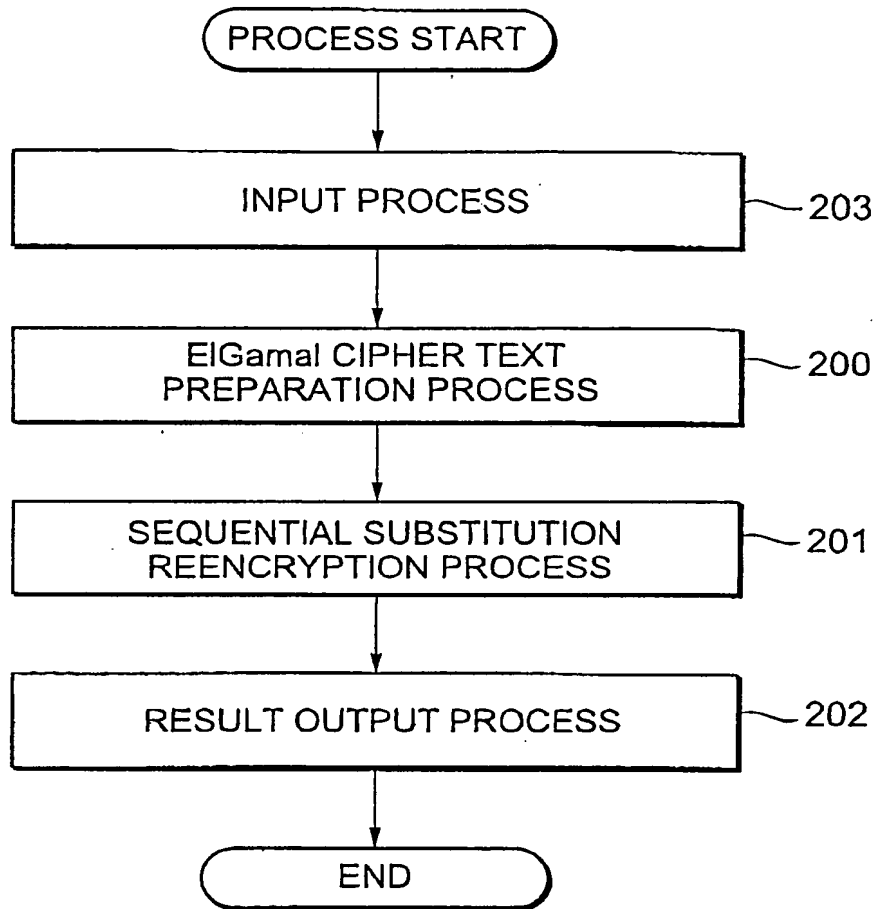 PROCESS START
INPUT PROCESS
203
ElGamal CIPHER TEXT
PREPARATION PROCESS
200
SEQUENTIAL SUBSTITUTION
REENCRYPTION PROCESS
201
RESULT OUTPUT PROCESS
202
END